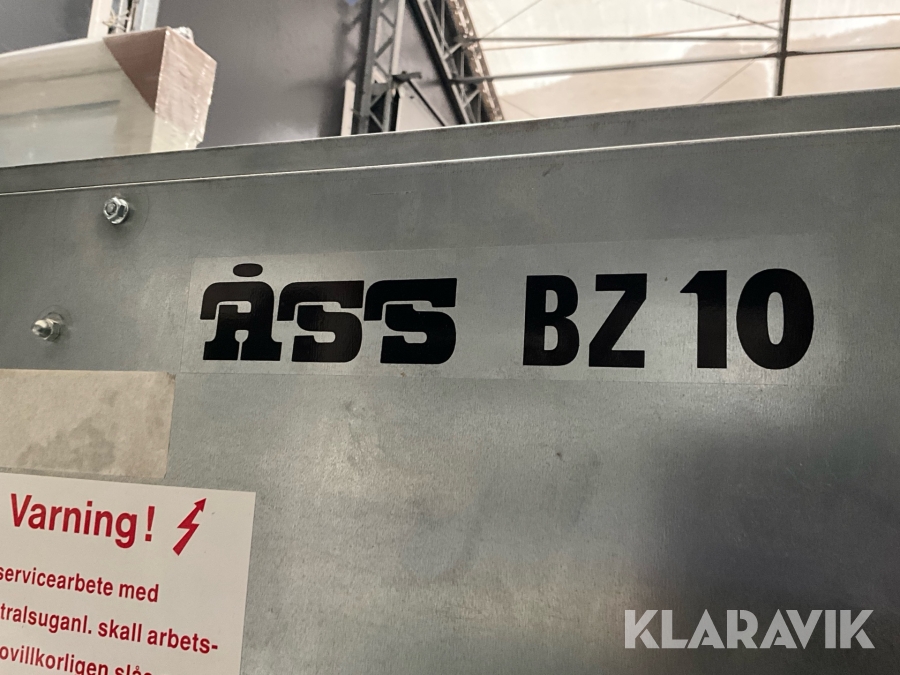 ÅSS BZ 10
Varning!
servicearbete med
tralsuganl. skall arbets-
ovillkorligen
KLARAVIK